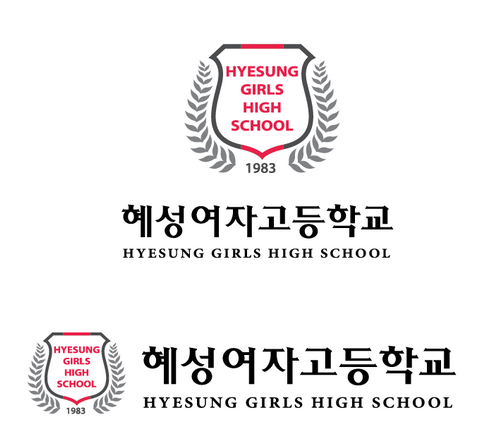 HYESUNG
GIRLS
HIGH
SCHOOL
1983
혜성여자고등학교
HYESUNG GIRLS HIGH SCHOOL
HYESUNG
GIRLS
HIGH
SCHOOL
1983
혜성여자고등학교
HYESUNG GIRLS HIGH SCHOOL